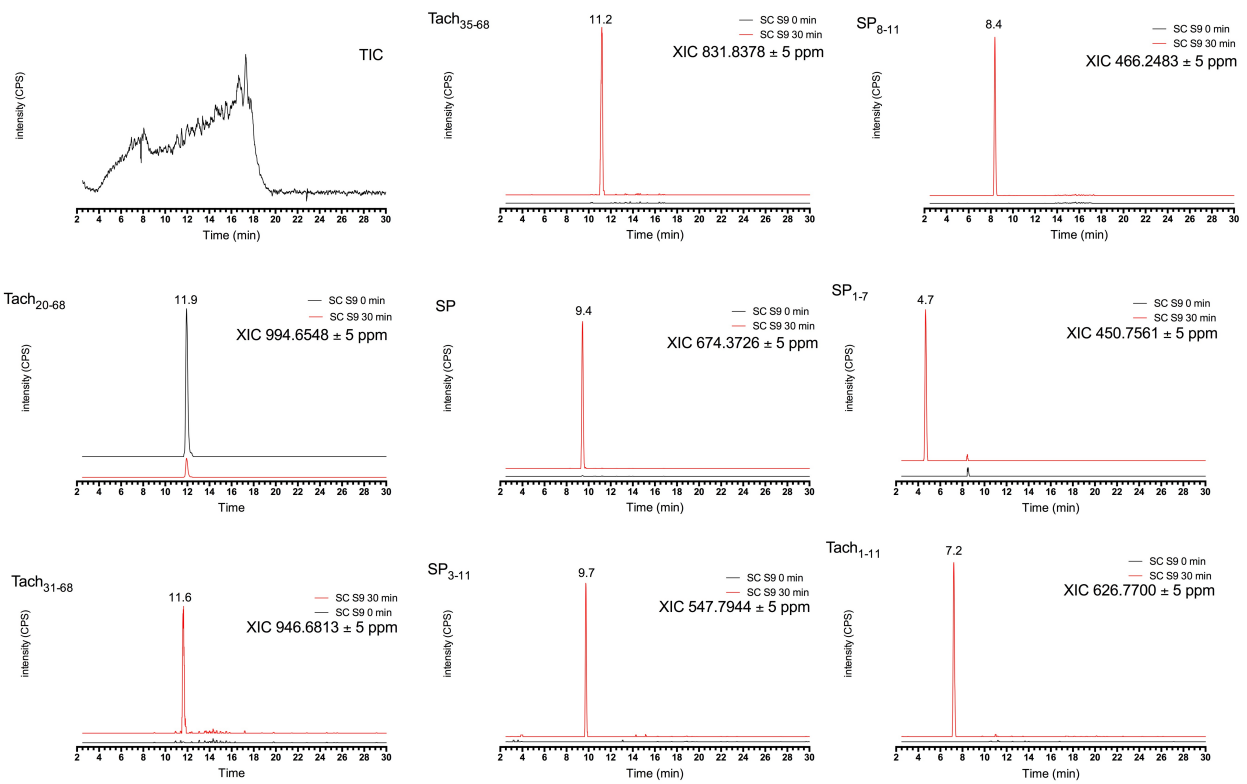 TIC
intensity (CPS)
2 4 6 8 10 12 14 16 18 20 22 24 26 28 30
Time (min)
Tach35-68
11.2
SC S9 0 min
SC S9 30 min
XIC 831.8378 ± 5 ppm
intensity (CPS)
2 4 6 8 10 12 14 16 18 20 22 24 26 28 30
Time (min)
SP8-11
8.4
SC S9 0 min
SC S9 30 min
XIC 466.2483 ± 5 ppm
intensity (CPS)
2 4 6 8 10 12 14 16 18 20 22 24 26 28 30
Time (min)
Tach20-68
11.9
SC S9 0 min
SC S9 30 min
XIC 994.6548 ± 5 ppm
intensity (CPS)
2 4 6 8 10 12 14 16 18 20 22 24 26 28 30
Time
SP
9.4
SC S9 0 min
SC S9 30 min
XIC 674.3726 ± 5 ppm
intensity (CPS)
2 4 6 8 10 12 14 16 18 20 22 24 26 28 30
Time (min)
SP1-7
4.7
SC S9 0 min
SC S9 30 min
XIC 450.7561 ± 5 ppm
intensity (CPS)
2 4 6 8 10 12 14 16 18 20 22 24 26 28 30
Time (min)
Tach31-68
11.6
SC S9 30 min
SC S9 0 min
XIC 946.6813 ± 5 ppm
intensity (CPS)
2 4 6 8 10 12 14 16 18 20 22 24 26 28 30
Time
SP3-11
9.7
SC S9 0 min
SC S9 30 min
XIC 547.7944 ± 5 ppm
intensity (CPS)
2 4 6 8 10 12 14 16 18 20 22 24 26 28 30
Time (min)
Tach1-11
7.2
SC S9 0 min
SC S9 30 min
XIC 626.7700 ± 5 ppm
intensity (CPS)
2 4 6 8 10 12 14 16 18 20 22 24 26 28 30
Time (min)